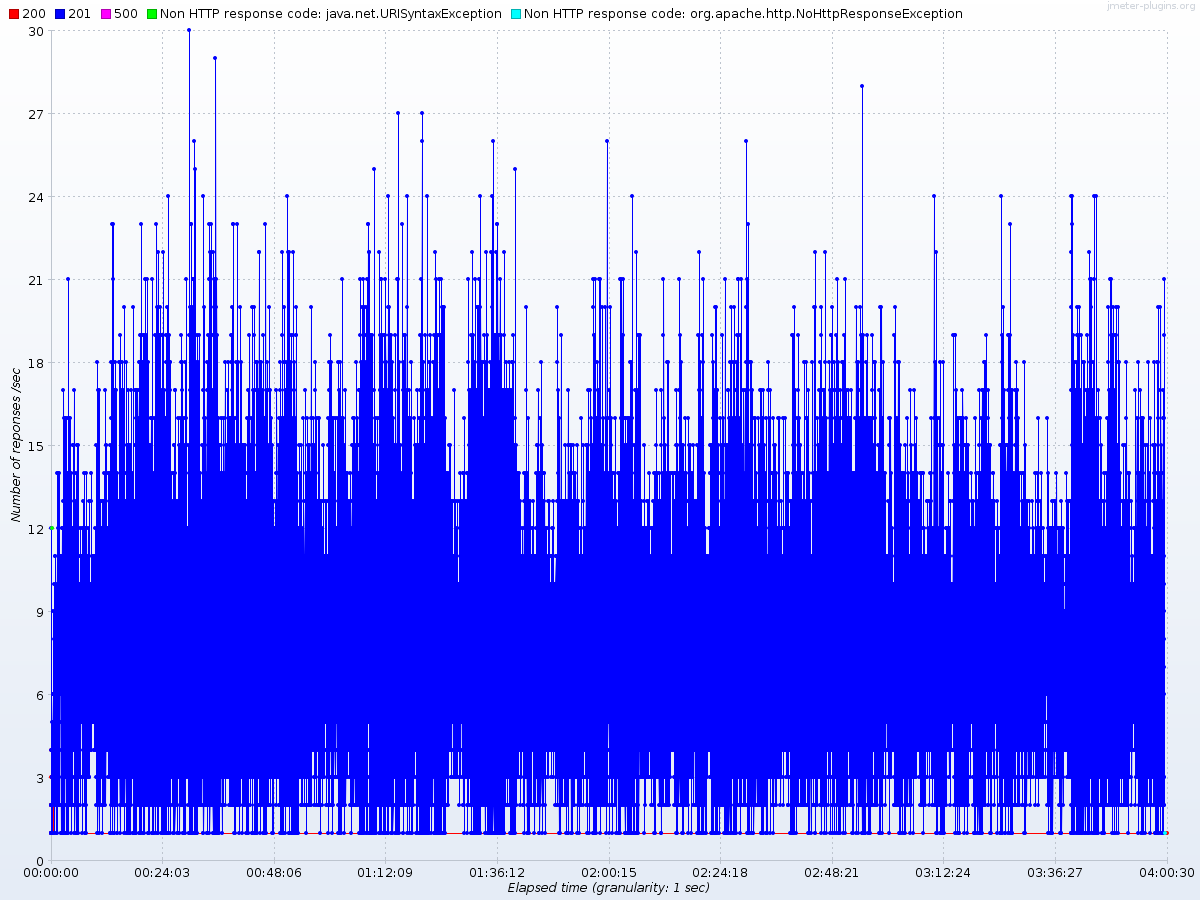 200 201 500 Non HTTP response code: java.net.URISyntaxException Non HTTP response code: org.apache.http.NoHttpResponseException
jmeter-plugins.org
30
27
24
21
18
15
12
9
6
3
0
Number of reponses /sec
00:00:00 00:24:03 00:48:06 01:12:09 01:36:12 02:00:15 02:24:18 02:48:21 03:12:24 03:36:27 04:00:30
Elapsed time (granularity: 1 sec)